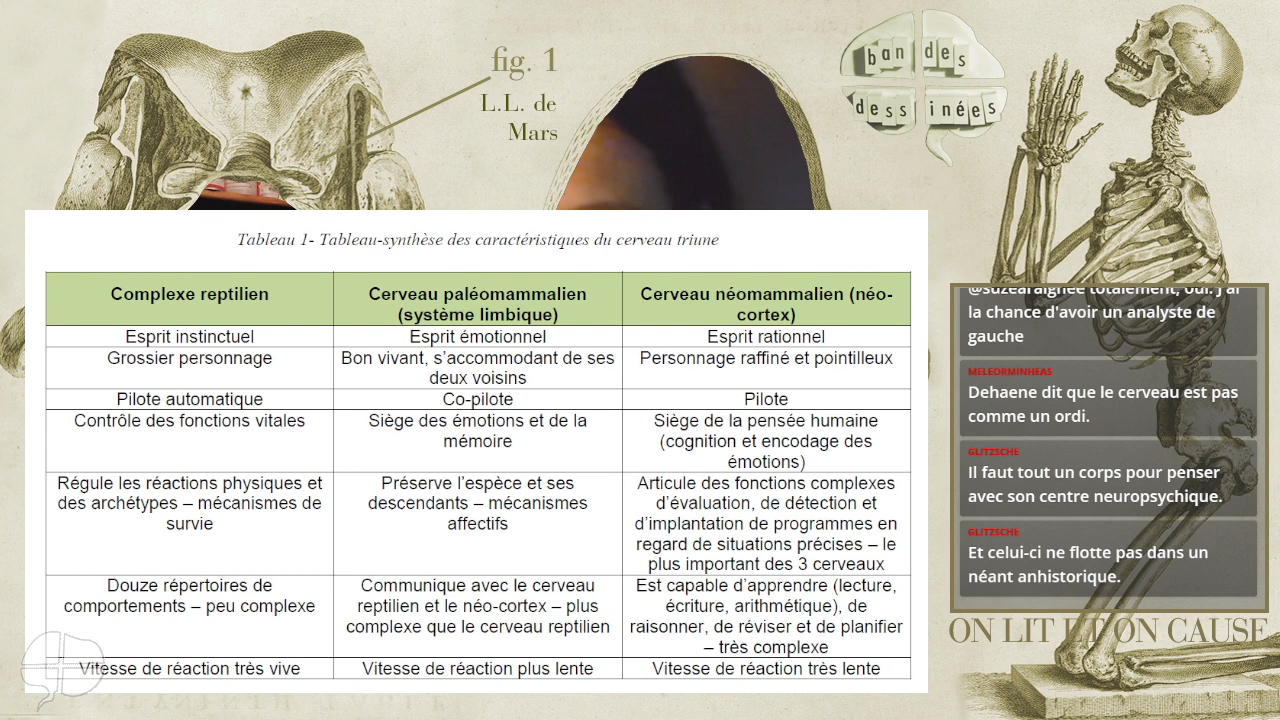 fig. 1
L.L. de
Mars
ban des
dess inées
Tableau 1- Tableau-synthèse des caractéristiques du cerveau triune
Complexe reptilien
Cerveau paléomammalien
(système limbique)
Cerveau néomammalien (néo-
cortex)
Esprit instinctuel
Esprit émotionnel
Esprit rationnel
Grossier personnage
Bon vivant, s’accommodant de ses
deux voisins
Personnage raffiné et pointilleux
Pilote automatique
Co-pilote
Pilote
Contrôle des fonctions vitales
Siège des émotions et de la
mémoire
Siège de la pensée humaine
(cognition et encodage des
émotions)
Régule les réactions physiques et
des archétypes – mécanismes de
survie
Préserve l’espèce et ses
descendants – mécanismes
affectifs
Articule des fonctions complexes
d’évaluation, de détection et
d’implantation de programmes en
regard de situations précises – le
plus important des 3 cerveaux
Douze répertoires de
comportements – peu complexe
Communique avec le cerveau
reptilien et le néo-cortex – plus
complexe que le cerveau reptilien
Est capable d’apprendre (lecture,
écriture, arithmétique), de
raisonner, de réviser et de planifier
– très complexe
Vitesse de réaction très vive
Vitesse de réaction plus lente
Vitesse de réaction très lente
@suzearaignée totalement, oui. j'ai
la chance d'avoir un analyste de
gauche
MELEORMINHEAS
Dehaene dit que le cerveau est pas
comme un ordi.
GLITZSCHE
Il faut tout un corps pour penser
avec son centre neuropsychique.
GLITZSCHE
Et celui-ci ne flotte pas dans un
néant anhistorique.
ON LIT ET ON CAUSE